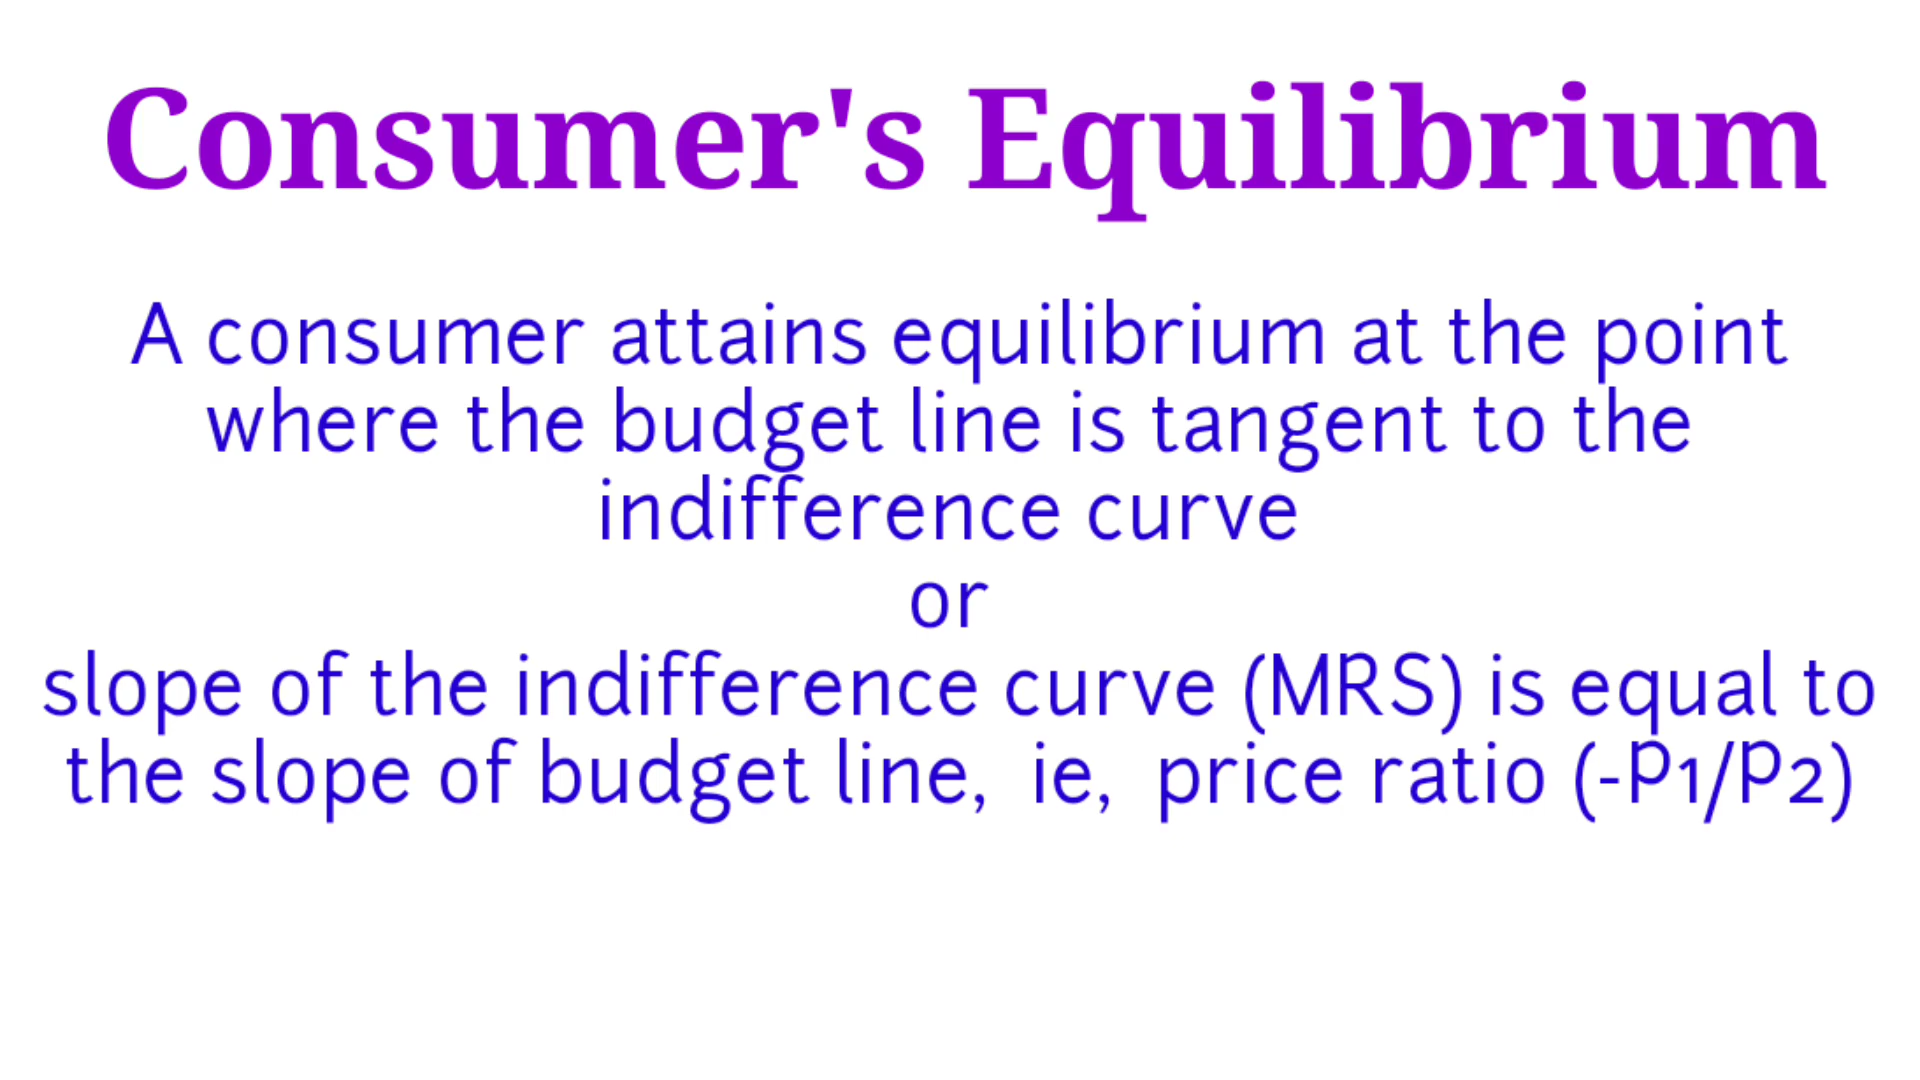 Consumer's Equilibrium
A consumer attains equilibrium at the point
where the budget line is tangent to the
indifference curve
or
slope of the indifference curve (MRS) is equal to
the slope of budget line, ie, price ratio (-P1/P2)